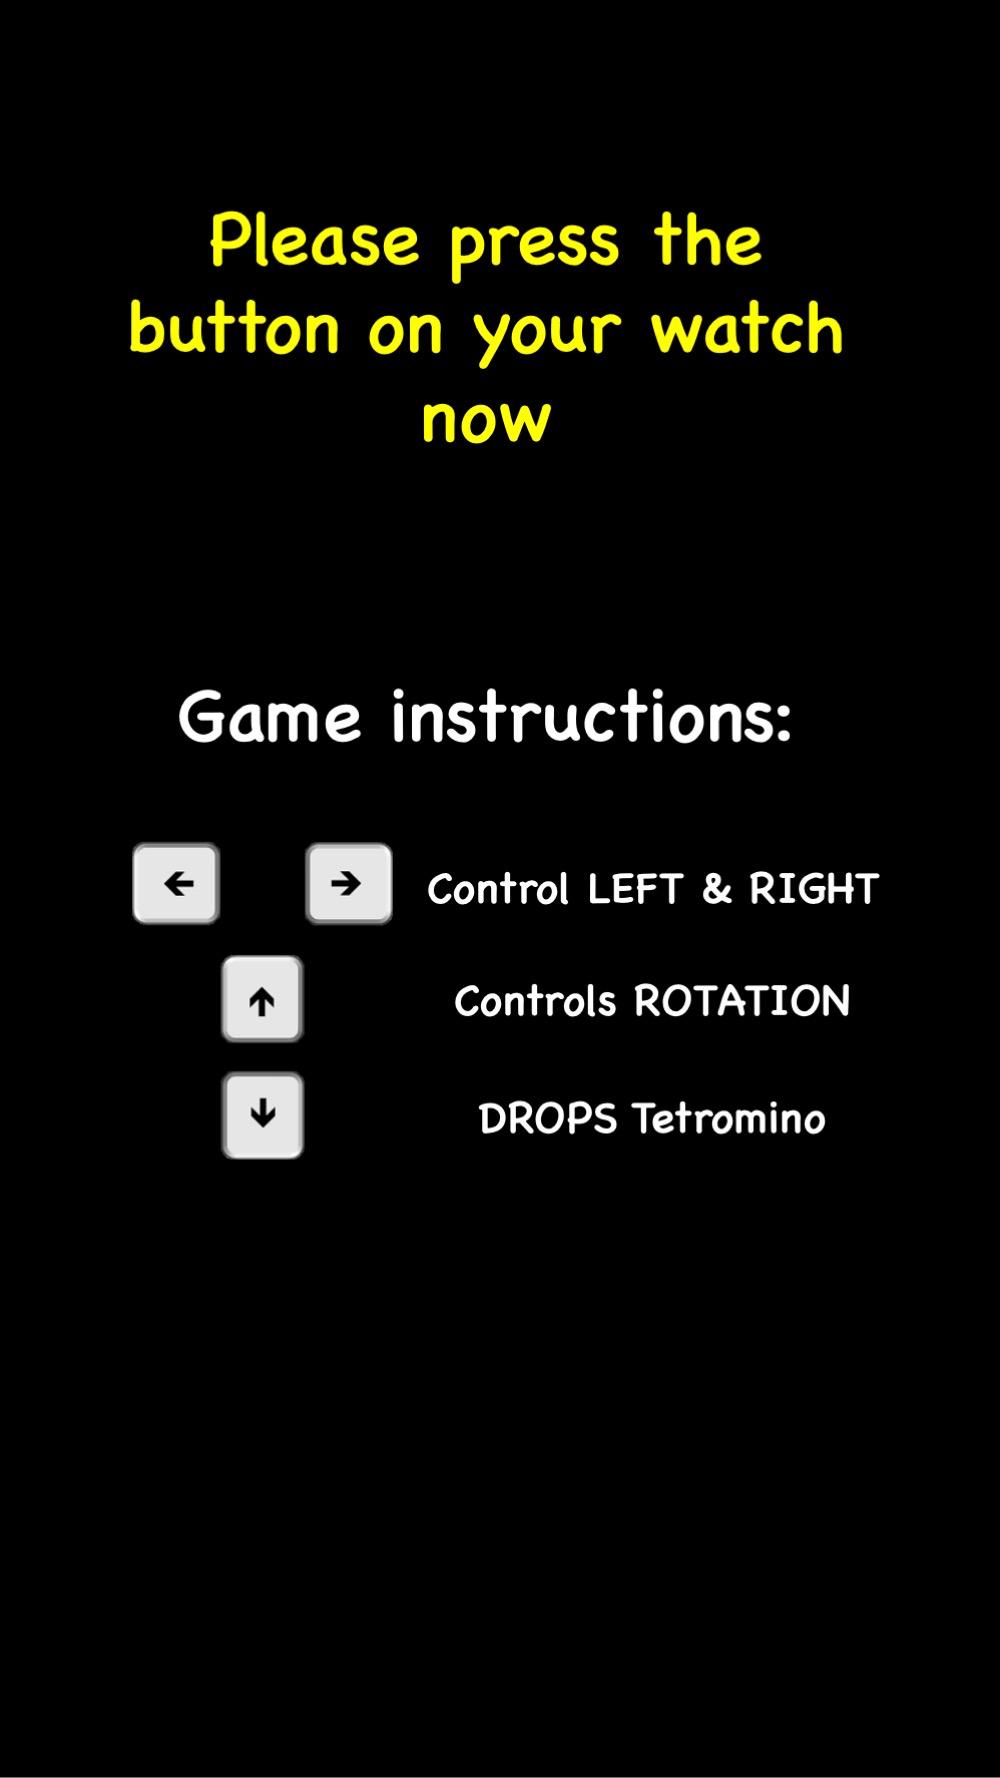 Please press the
button on your watch
now
Game instructions:
← → Control LEFT & RIGHT
↑ Controls ROTATION
↓ DROPS Tetromino